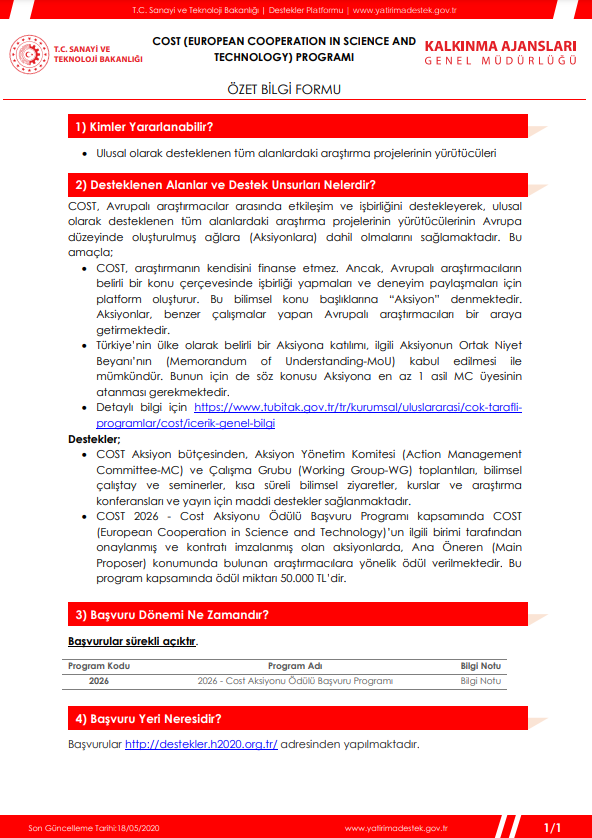 T.C. Sanayi ve Teknoloji Bakanlığı | Destekler Platformu | www.yatirimadestek.gov.tr
T.C. SANAYİ VE
TEKNOLOJİ BAKANLIĞI
COST (EUROPEAN COOPERATION IN SCIENCE AND
TECHNOLOGY) PROGRAMI
KALKINMA AJANSLARI
GENEL MÜDÜRLÜĞÜ
ÖZET BİLGİ FORMU
1) Kimler Yararlanabilir?
• Ulusal olarak desteklenen tüm alanlardaki araştırma projelerinin yürütücüleri
2) Desteklenen Alanlar ve Destek Unsurları Nelerdir?
COST, Avrupalı araştırmacılar arasında etkileşim ve işbirliğini destekleyerek, ulusal
olarak desteklenen tüm alanlardaki araştırma projelerinin yürütücülerinin Avrupa
düzeyinde oluşturulmuş ağlara (Aksiyonlara) dahil olmalarını sağlamaktadır. Bu
amaçla;
• COST, araştırmanın kendisini finanse etmez. Ancak, Avrupalı araştırmacıların
belirli bir konu çerçevesinde işbirliği yapmaları ve deneyim paylaşmaları için
platform oluşturur. Bu bilimsel konu başlıklarına “Aksiyon” denmektedir.
Aksiyonlar, benzer çalışmalar yapan Avrupalı araştırmacıları bir araya
getirmektedir.
• Türkiye’nin ülke olarak belirli bir Aksiyona katılımı, ilgili Aksiyonun Ortak Niyet
Beyanı’nın (Memorandum of Understanding-MoU) kabul edilmesi ile
mümkündür. Bunun için de söz konusu Aksiyona en az 1 asil MC üyesinin
atanması gerekmektedir.
• Detaylı bilgi için https://www.tubitak.gov.tr/tr/kurumsal/uluslararasi/cok-tarafli-
programlar/cost/icerik-genel-bilgi
Destekler;
• COST Aksiyon bütçesinden, Aksiyon Yönetim Komitesi (Action Management
Committee-MC) ve Çalışma Grubu (Working Group-WG) toplantıları, bilimsel
çalıştay ve seminerler, kısa süreli bilimsel ziyaretler, kurslar ve araştırma
konferansları ve yayın için maddi destekler sağlanmaktadır.
• COST 2026 - Cost Aksiyonu Ödülü Başvuru Programı kapsamında COST
(European Cooperation in Science and Technology)’un ilgili birimi tarafından
onaylanmış ve kontratı imzalanmış olan aksiyonlarda, Ana Öneren (Main
Proposer) konumunda bulunan araştırmacılara yönelik ödül verilmektedir. Bu
program kapsamında ödül miktarı 50.000 TL’dir.
3) Başvuru Dönemi Ne Zamandır?
Başvurular sürekli açıktır.
Program Kodu Program Adı Bilgi Notu
2026 2026 - Cost Aksiyonu Ödülü Başvuru Programı Bilgi Notu
4) Başvuru Yeri Neresidir?
Başvurular http://destekler.h2020.org.tr/ adresinden yapılmaktadır.
Son Güncelleme Tarihi:18/05/2020 www.yatirimadestek.gov.tr 1/1